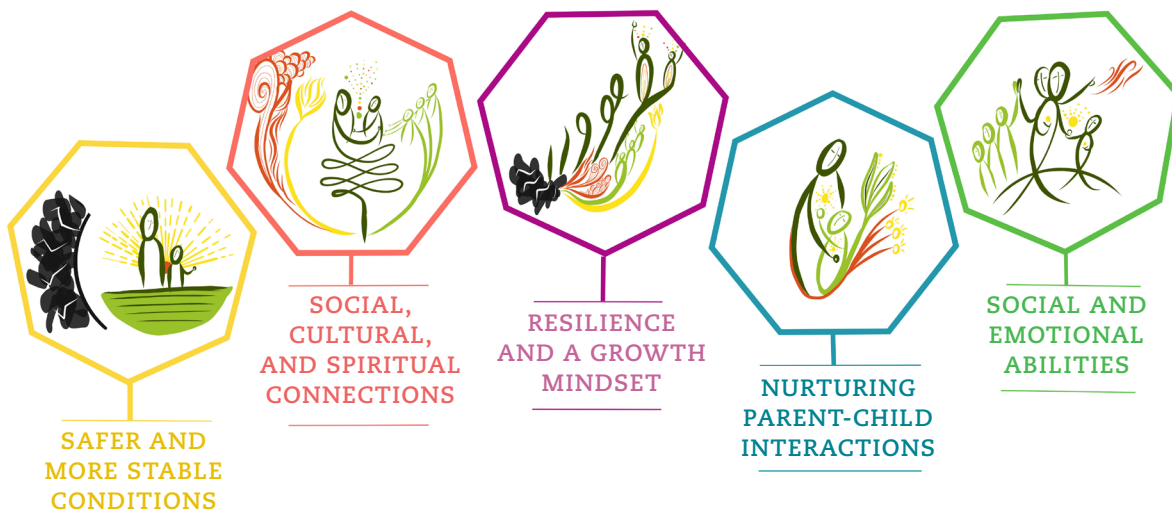 SAFER AND
MORE STABLE
CONDITIONS
SOCIAL,
CULTURAL,
AND SPIRITUAL
CONNECTIONS
RESILIENCE
AND A GROWTH
MINDSET
NURTURING
PARENT-CHILD
INTERACTIONS
SOCIAL AND
EMOTIONAL
ABILITIES